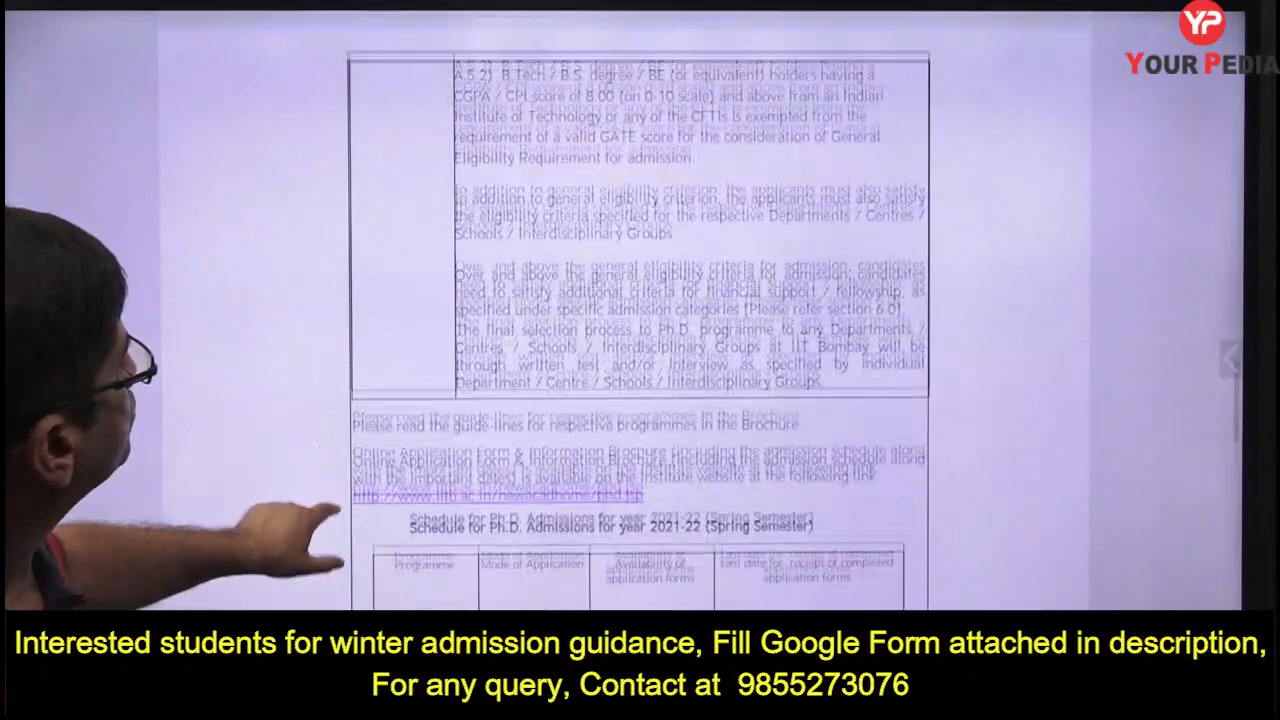 YP
YOUR PEDIA
A.5.2) B.Tech / B.S. degree / BE (or equivalent) holders having a
CGPA / CPI score of 8.00 (on 0-10 scale) and above from an Indian
Institute of Technology or any of the CFTIs is exempted from the
requirement of a valid GATE score for the consideration of General
Eligibility Requirement for admission.
In addition to general eligibility criterion, the applicants must also satisfy
the eligibility criteria specified for the respective Departments / Centres /
Schools / Interdisciplinary Groups
Over and above the general eligibility criteria for admission; candidates
need to satisfy additional criteria for financial support / fellowship, as
specified under specific admission categories [Please refer section 6.0].
The final selection process to Ph.D. programme to any Departments /
Centres / Schools / Interdisciplinary Groups at IIT Bombay will be
through written test and/or interview as specified by individual
Department / Centre / Schools / Interdisciplinary Groups.
Please read the guide-lines for respective programmes in the Brochure
Online Application Form & Information Brochure (including the admission schedule along
with the important dates) is available on the Institute website at the following link
http://www.iitb.ac.in/newacadhome/phd.jsp
Schedule for Ph.D. Admissions for year 2021-22 (Spring Semester)
Programme Mode of Application Availability of Last date for receipt of completed
application forms application forms
Interested students for winter admission guidance, Fill Google Form attached in description,
For any query, Contact at 9855273076